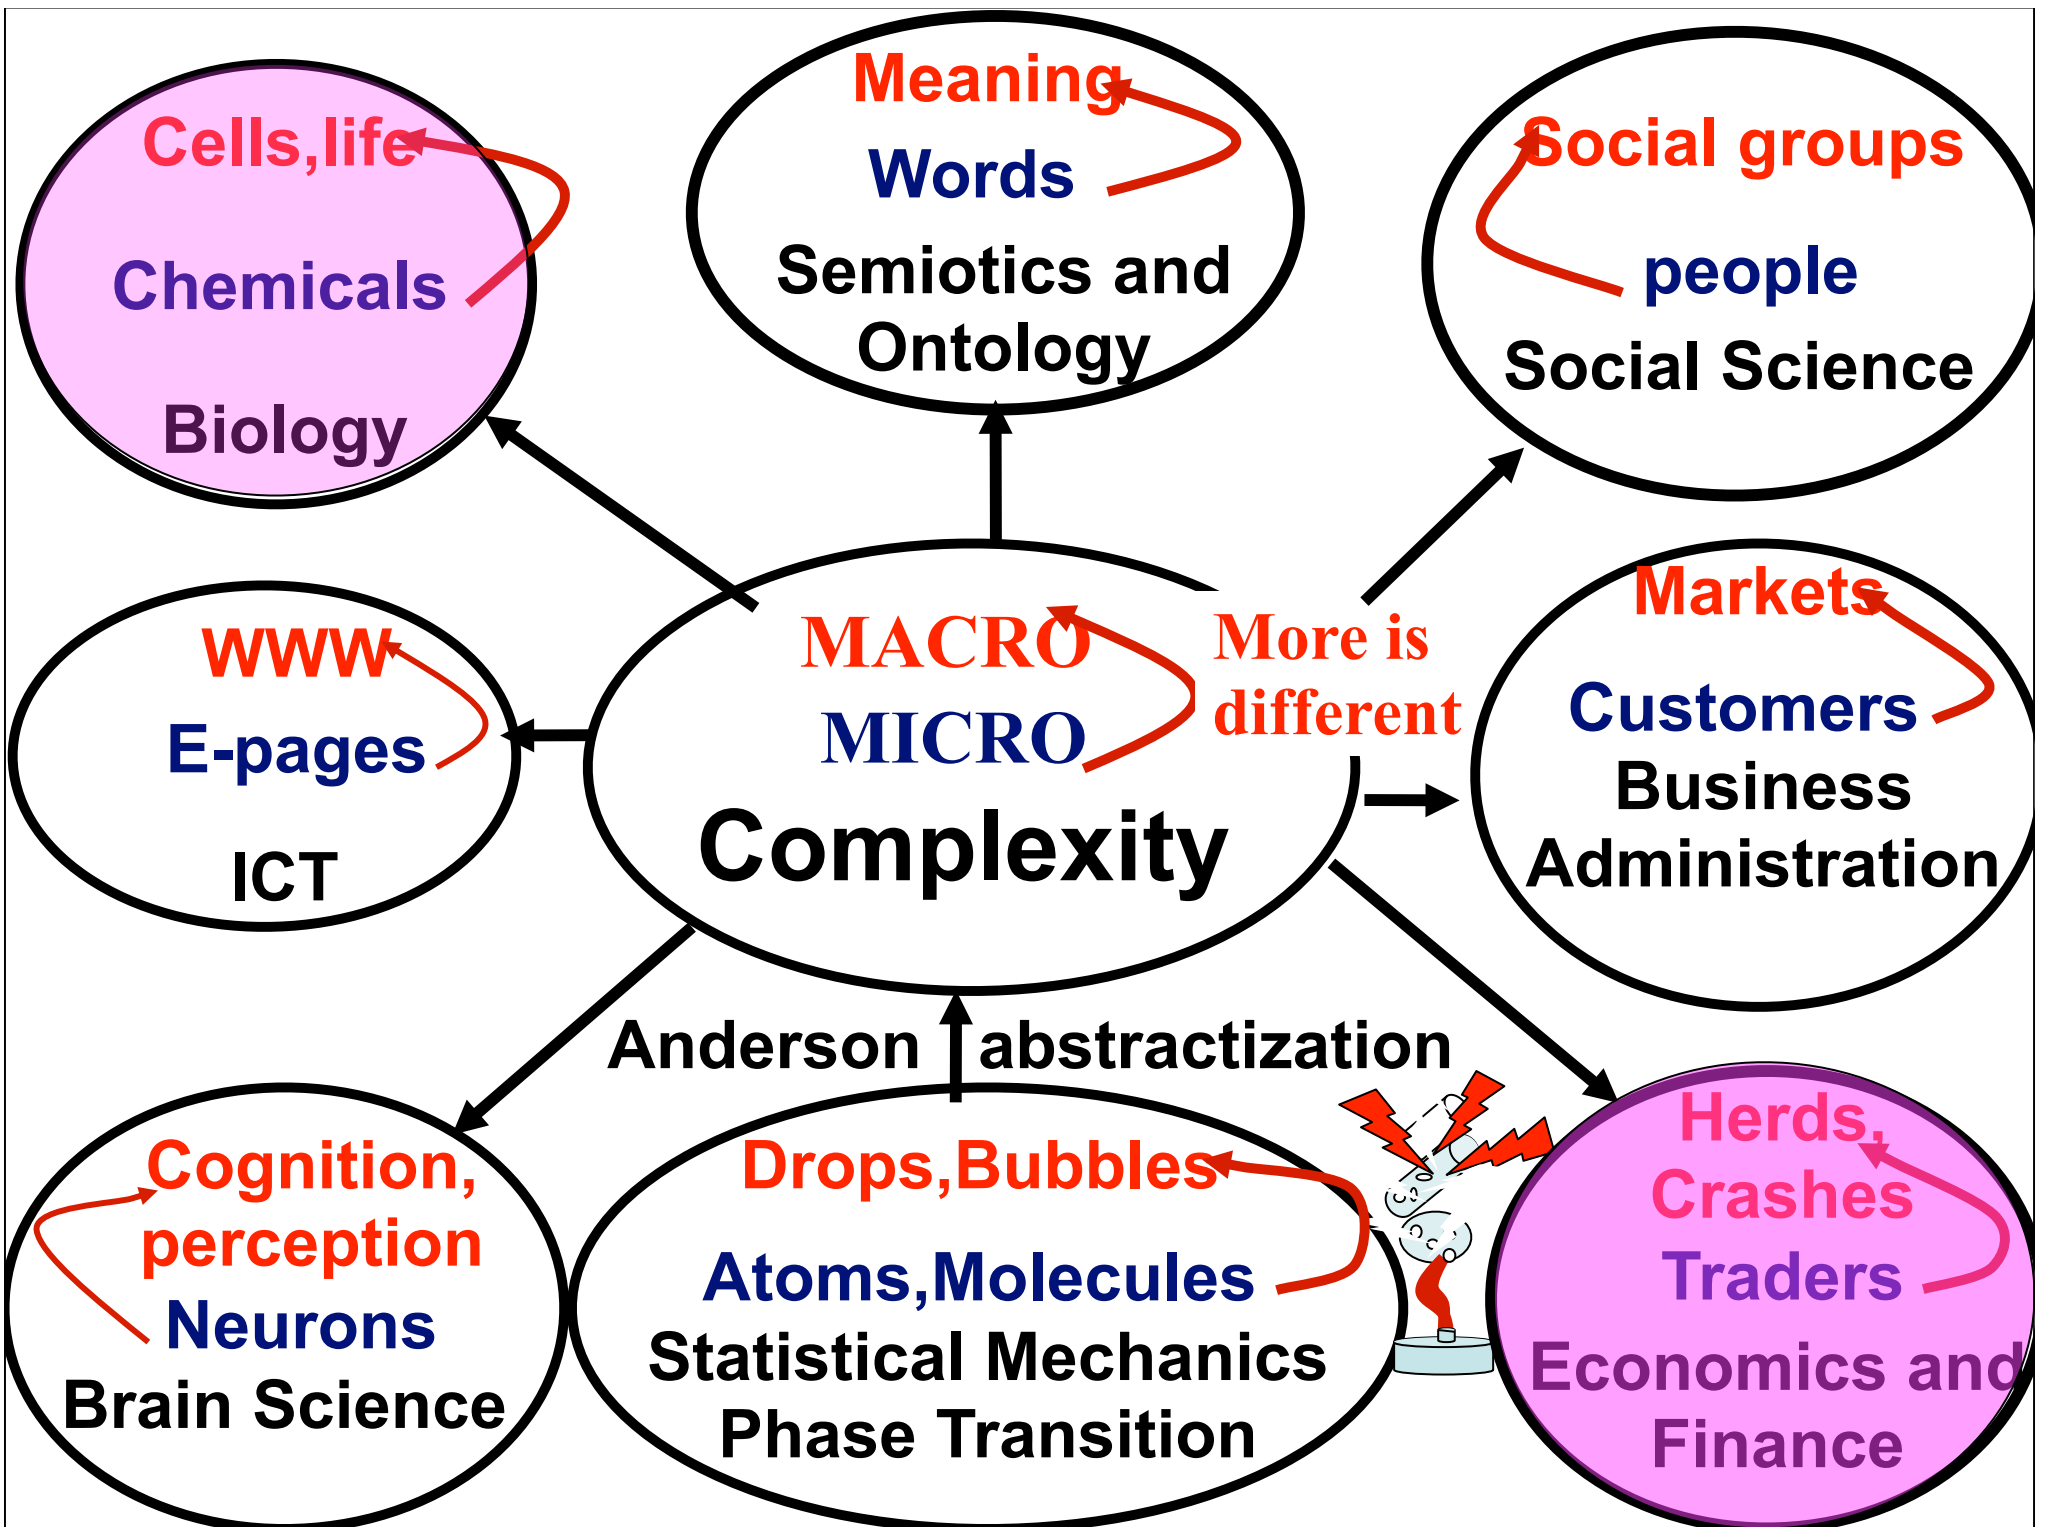 Cells,life
Chemicals
Biology
Meaning
Words
Semiotics and
Ontology
Social groups
people
Social Science
WWW
E-pages
ICT
MACRO
MICRO
Complexity
More is
different
Markets
Customers
Business
Administration
Anderson abstractization
Cognition,
perception
Neurons
Brain Science
Drops,Bubbles
Atoms,Molecules
Statistical Mechanics
Phase Transition
Herds,
Crashes
Traders
Economics and
Finance